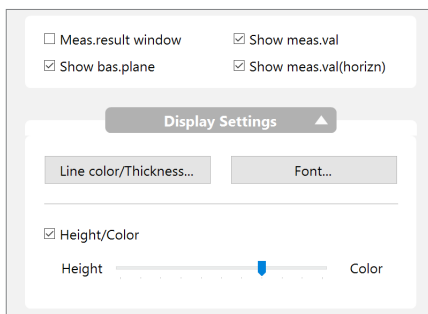 Meas.result window
Show meas.val
Show bas.plane
Show meas.val(horizn)
Display Settings
Line color/Thickness...
Font...
Height/Color
Height
Color